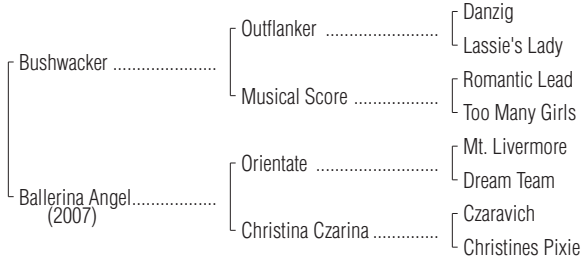 Danzig
Outflanker ......................
Lassie's Lady
Bushwacker ....................
Romantic Lead
Musical Score .................
Too Many Girls
Mt. Livermore
Orientate ........................
Dream Team
Ballerina Angel................
(2007)
Czaravich
Christina Czarina .............
Christines Pixie